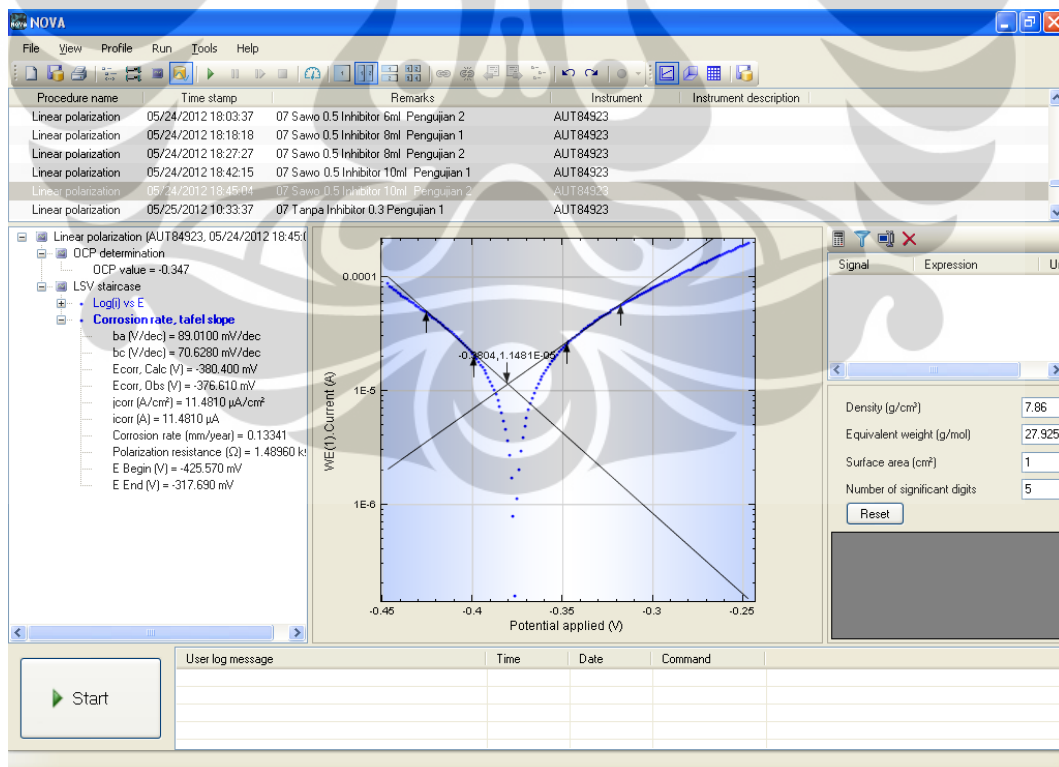 NOVA
File View Profile Run Tools Help
Procedure name Time stamp Remarks Instrument Instrument description
Linear polarization 05/24/2012 18:03:37 07 Sawo 0.5 Inhibitor 6ml Pengujian 2 AUT84923
Linear polarization 05/24/2012 18:18:18 07 Sawo 0.5 Inhibitor 8ml Pengujian 1 AUT84923
Linear polarization 05/24/2012 18:27:27 07 Sawo 0.5 Inhibitor 8ml Pengujian 2 AUT84923
Linear polarization 05/24/2012 18:42:15 07 Sawo 0.5 Inhibitor 10ml Pengujian 1 AUT84923
Linear polarization 05/24/2012 18:45:04 07 Sawo 0.5 Inhibitor 10ml Pengujian 2 AUT84923
Linear polarization 05/25/2012 10:33:37 07 Tanpa Inhibitor 0.3 Pengujian 1 AUT84923
Linear polarization (AUT84923, 05/24/2012 18:45:0
OCP determination
OCP value = -0.347
LSV staircase
Log(i) vs E
Corrosion rate, tafel slope
ba (V/dec) = 89.0100 mV/dec
bc (V/dec) = 70.6280 mV/dec
Ecorr, Calc (V) = -380.400 mV
Ecorr, Obs (V) = -376.610 mV
jcorr (A/cm²) = 11.4810 µA/cm²
icorr (A) = 11.4810 µA
Corrosion rate (mm/year) = 0.13341
Polarization resistance (Ω) = 1.48960 k
E Begin (V) = -425.570 mV
E End (V) = -317.690 mV
WE(1).Current (A)
0.0001
1E-5
1E-6
-0.3804,1.1481E-05
-0.45 -0.4 -0.35 -0.3 -0.25
Potential applied (V)
Signal Expression U
Density (g/cm³) 7.86
Equivalent weight (g/mol) 27.925
Surface area (cm²) 1
Number of significant digits 5
Reset
Start
User log message Time Date Command